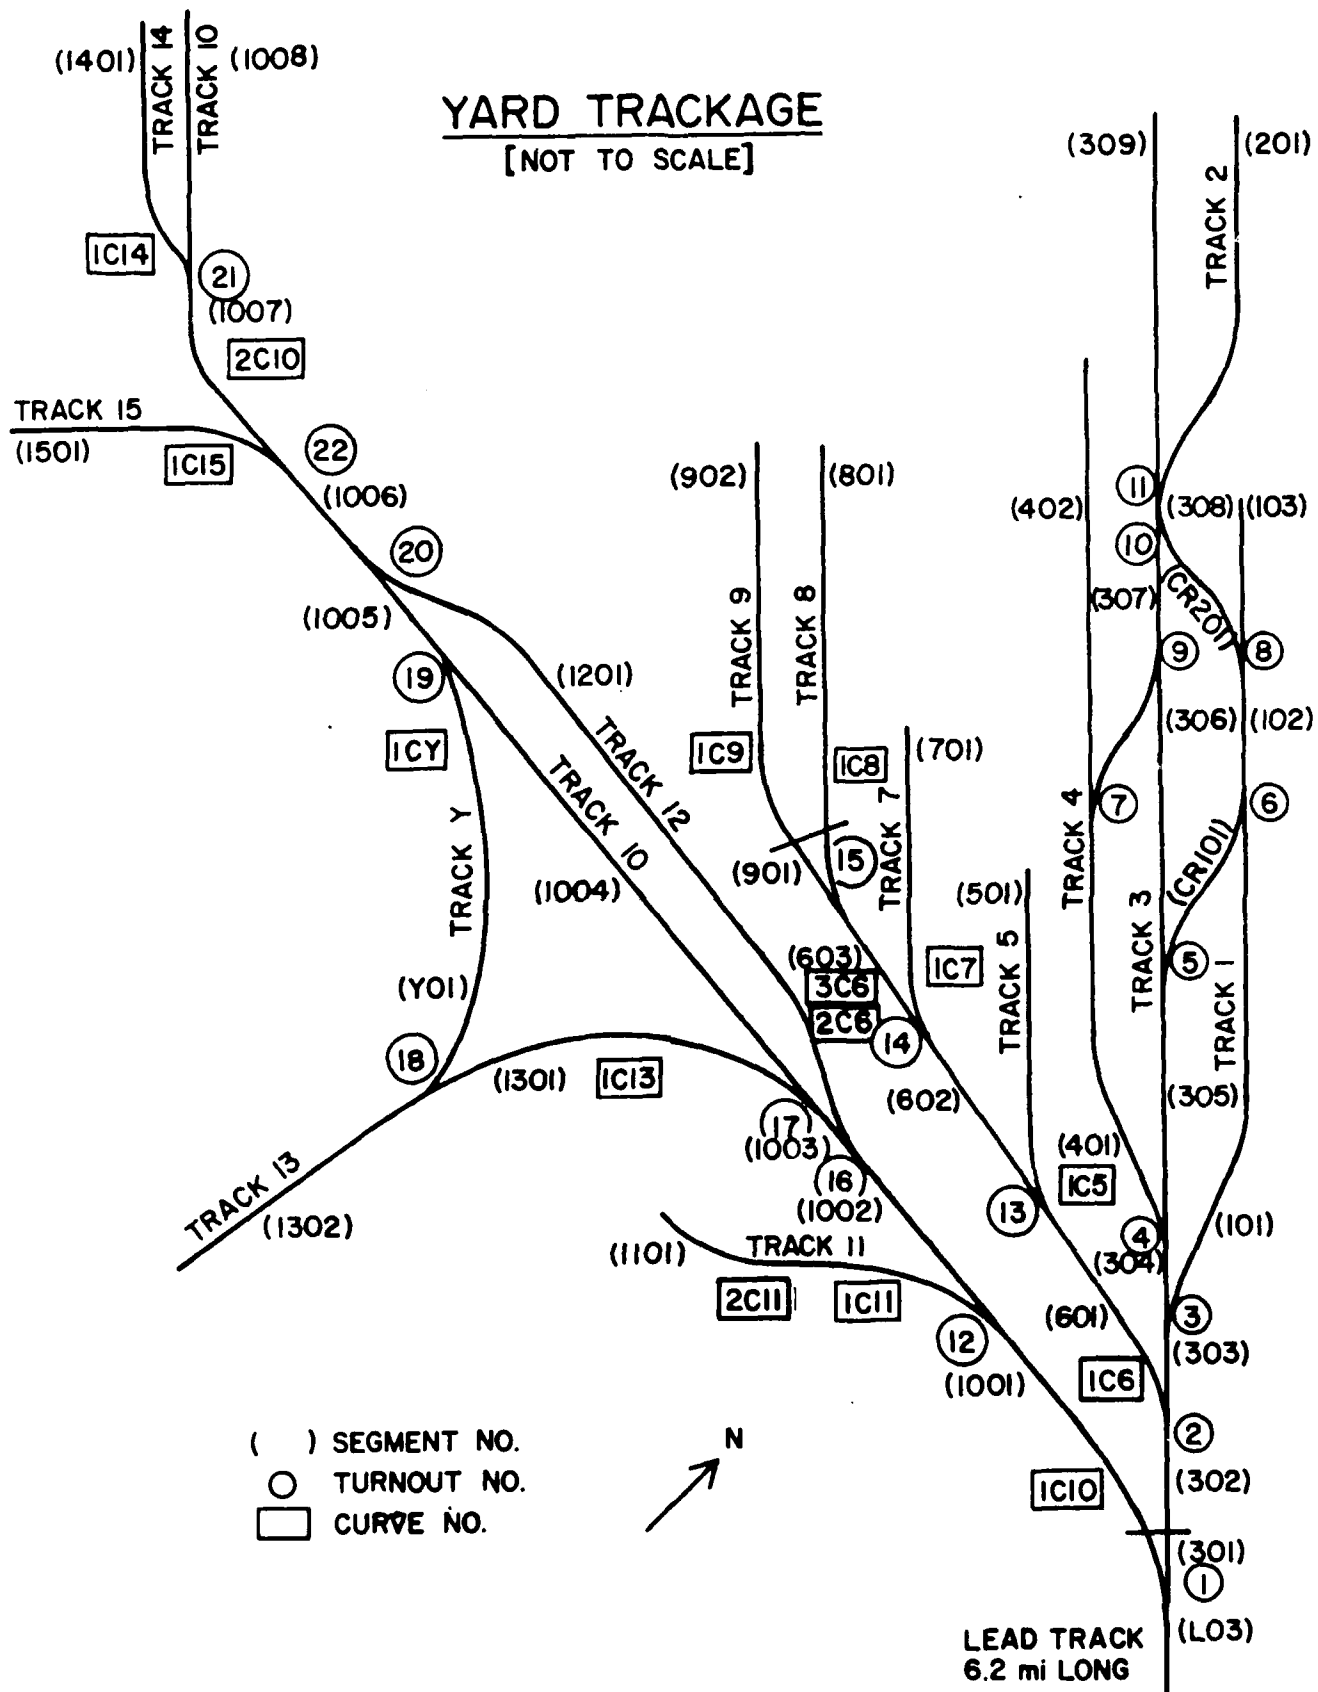 (1401)
TRACK 14
TRACK 10
(1008)
YARD TRACKAGE
[NOT TO SCALE]
(309)
(201)
TRACK 2
1C14
21
(1007)
2C10
TRACK 15
(1501)
1C15
22
(1006)
20
(1005)
19
1CY
(1201)
TRACK 12
TRACK 10
(1004)
TRACK Y
(Y01)
18
(1301)
1C13
TRACK 13
(1302)
(902)
(801)
TRACK 9
TRACK 8
1C9
1C8
(701)
TRACK 7
15
(901)
(603)
3C6
2C6
1C7
14
(602)
(501)
TRACK 5
(402)
TRACK 4
11
(308)
(103)
10
(307)
(CR201)
9
8
(306)
(102)
7
6
(CR101)
TRACK 3
5
TRACK 1
(305)
(401)
1C5
13
4
(304)
(101)
3
(303)
(601)
1C6
2
(302)
17
(1003)
16
(1002)
(1101)
TRACK 11
2C11
1C11
12
(1001)
1C10
(301)
1
(L03)
LEAD TRACK
6.2 mi LONG
( ) SEGMENT NO.
TURNOUT NO.
CURVE NO.
N